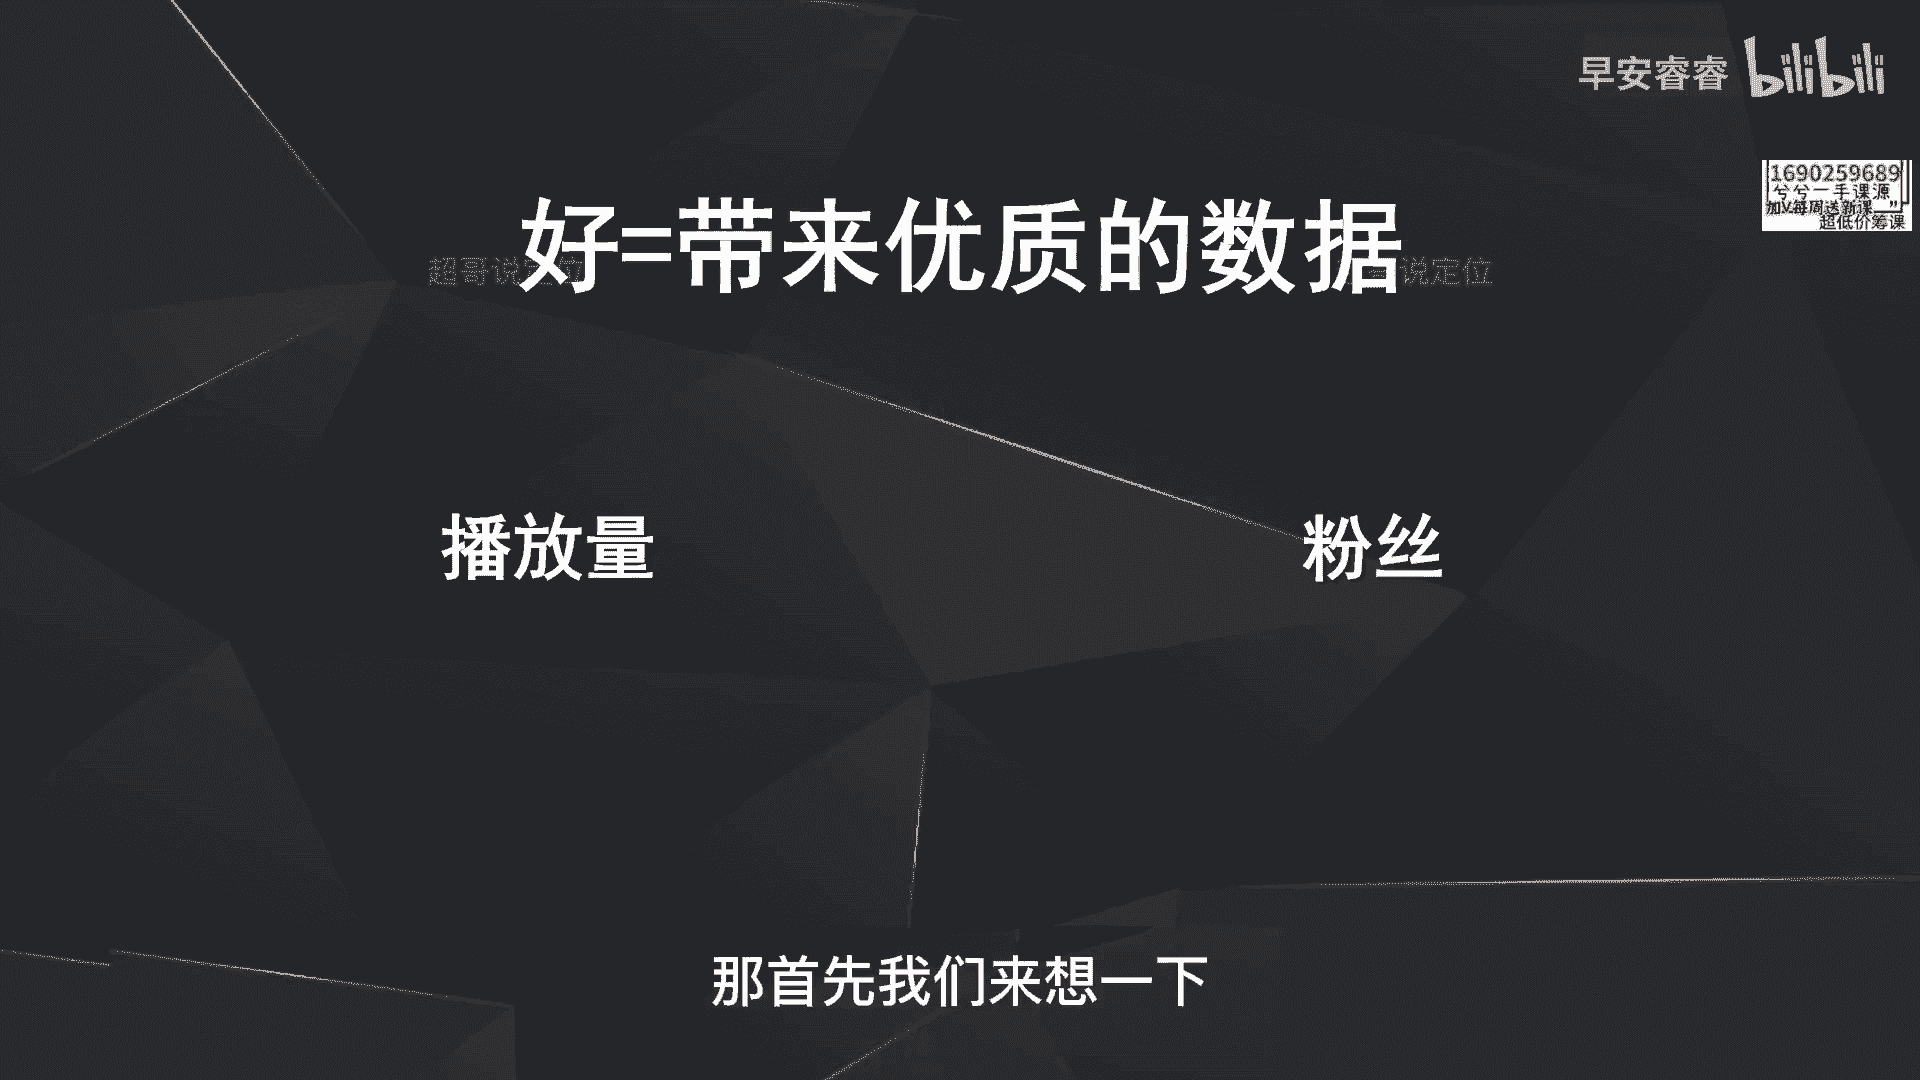 早安睿睿 bilibili
1690259689
兮兮一手课源
加V每周送新课 "
超低价筹课
好=带来优质的数据
超哥说定位
说定位
播放量
粉丝
那首先我们来想一下